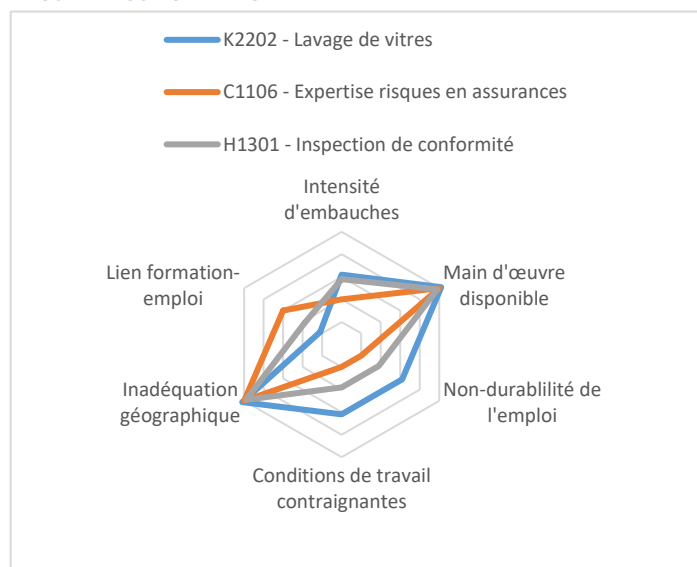 K2202 - Lavage de vitres
C1106 - Expertise risques en assurances
H1301 - Inspection de conformité
Intensité
d'embauches
Lien formation-
emploi
Main d'œuvre
disponible
Inadéquation
géographique
Non-durablilité de
l'emploi
Conditions de travail
contraignantes